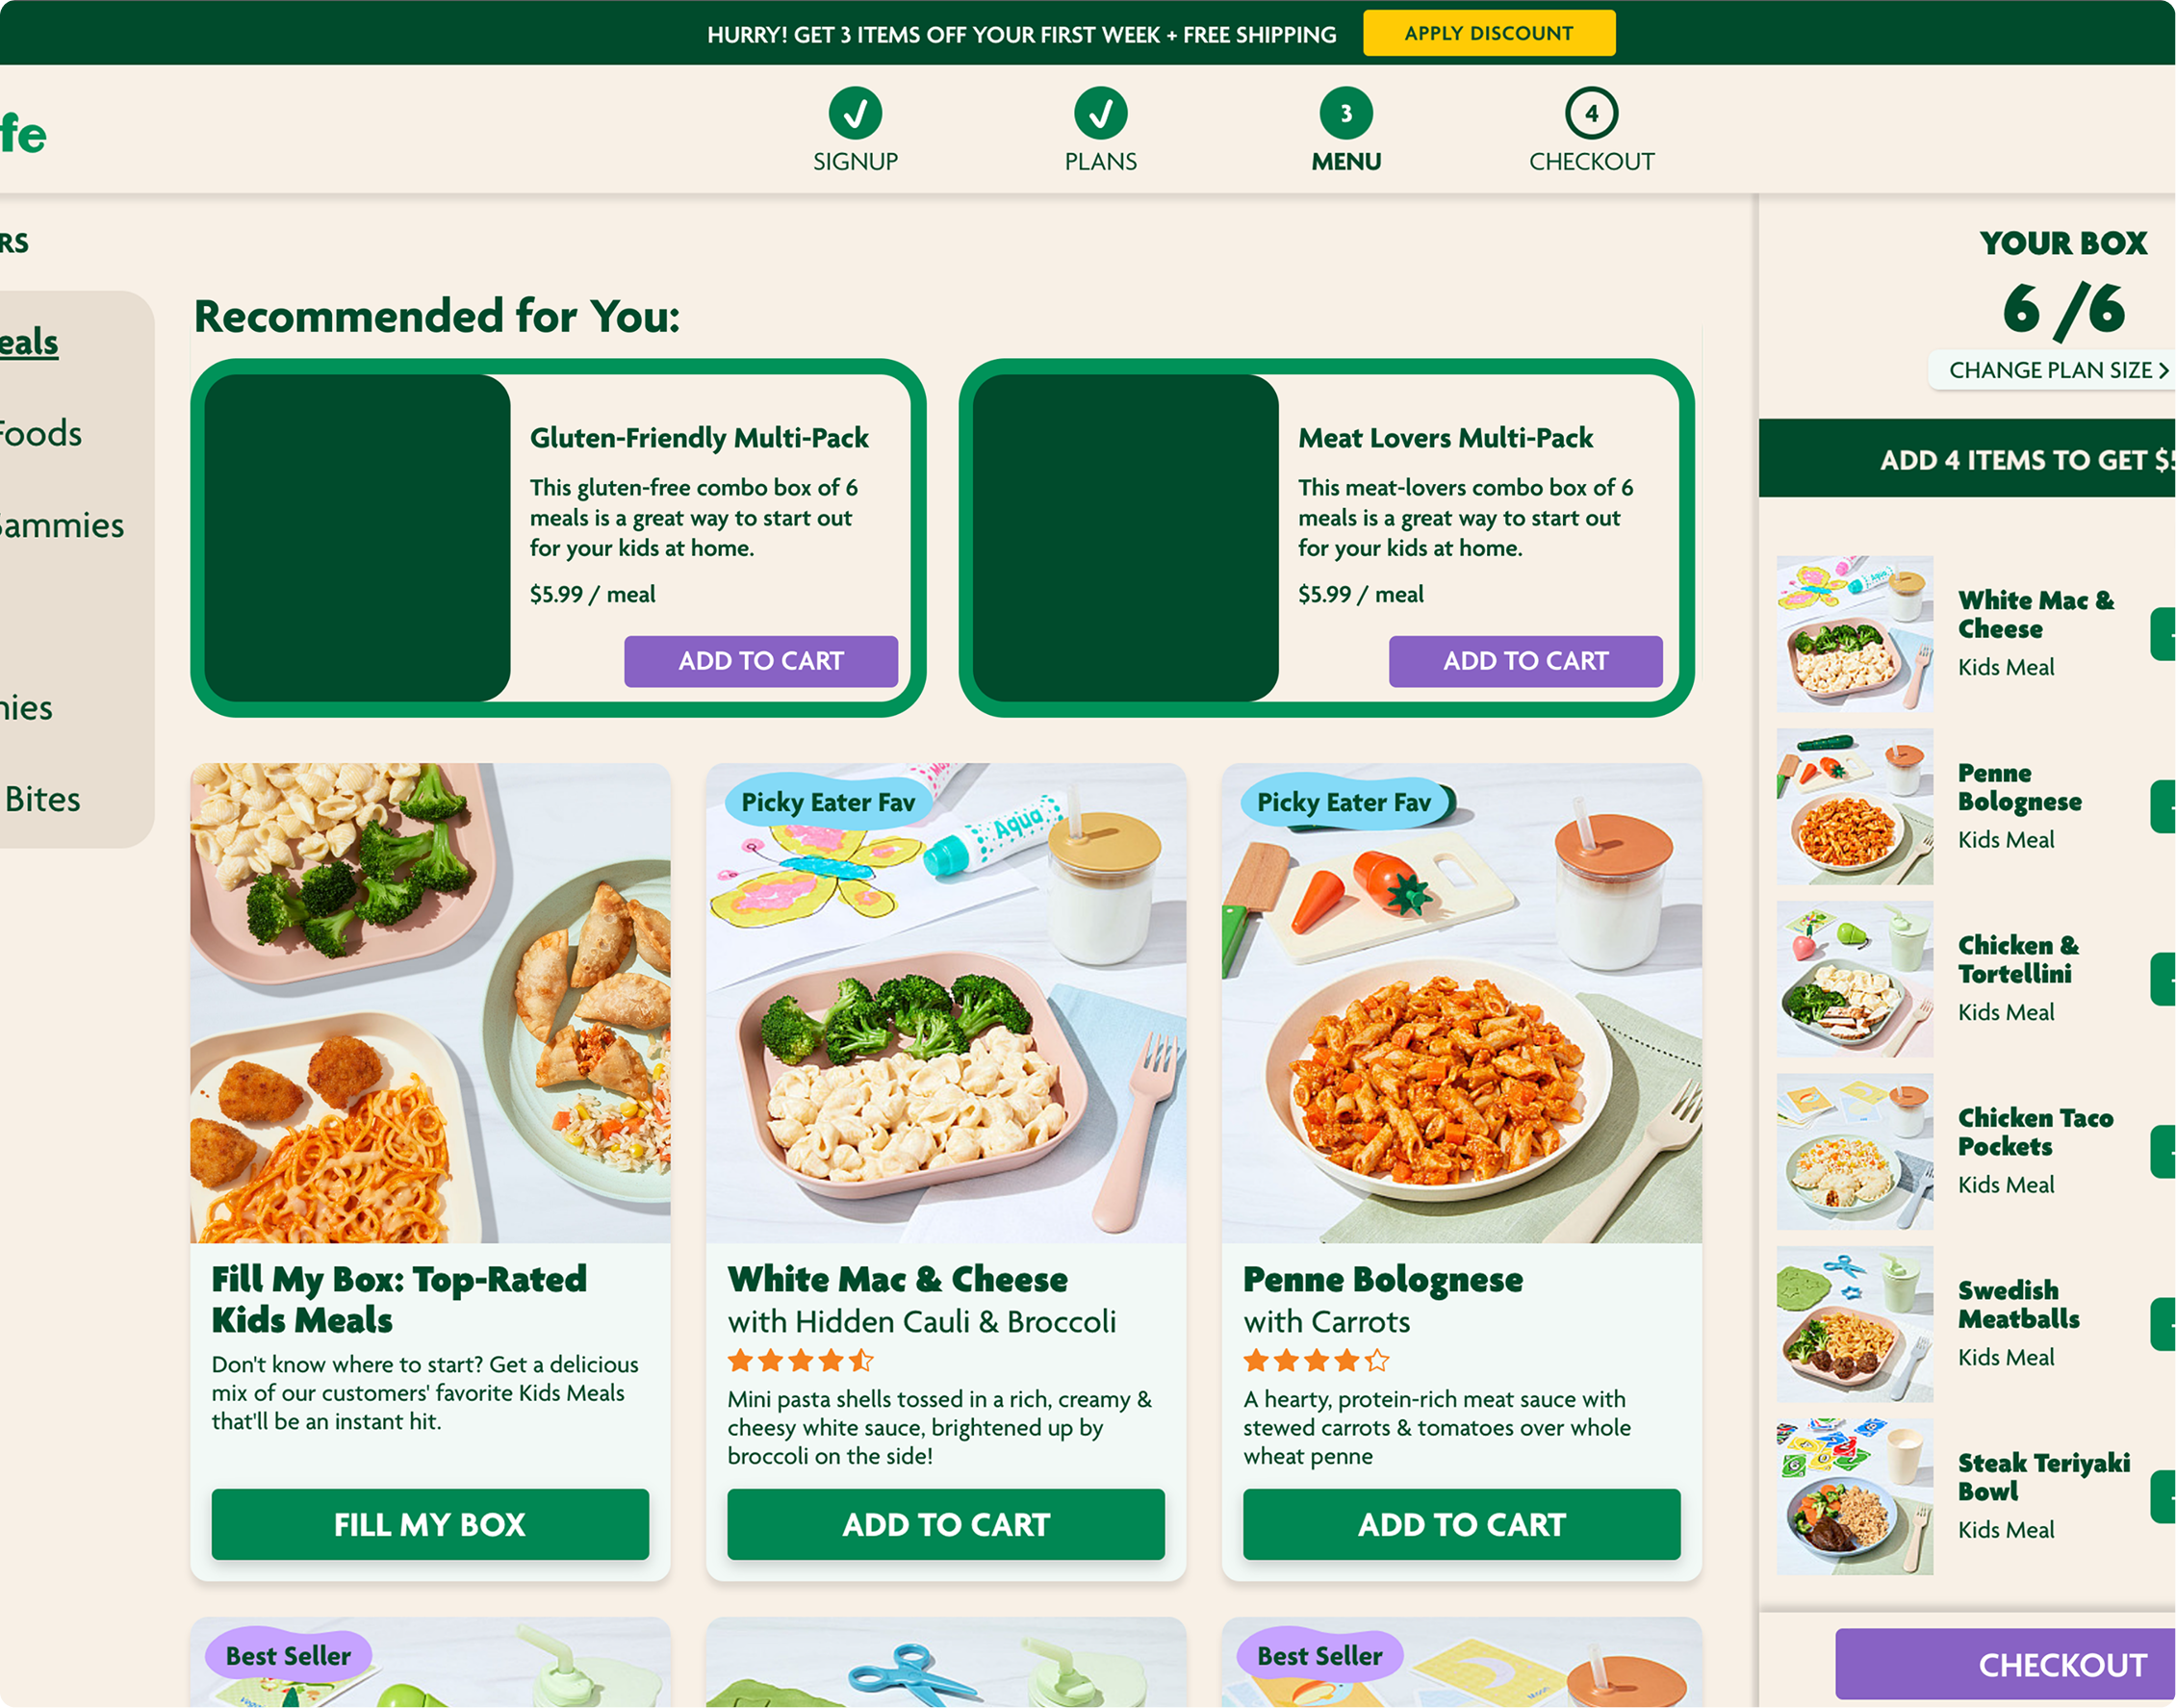 HURRY! GET 3 ITEMS OFF YOUR FIRST WEEK + FREE SHIPPING
APPLY DISCOUNT
fe
SIGNUP
PLANS
3
MENU
4
CHECKOUT
RS
eals
Foods
Sammies
nies
Bites
Recommended for You:
Gluten-Friendly Multi-Pack
This gluten-free combo box of 6
meals is a great way to start out
for your kids at home.
$5.99 / meal
ADD TO CART
Meat Lovers Multi-Pack
This meat-lovers combo box of 6
meals is a great way to start out
for your kids at home.
$5.99 / meal
ADD TO CART
Fill My Box: Top-Rated
Kids Meals
Don't know where to start? Get a delicious
mix of our customers' favorite Kids Meals
that'll be an instant hit.
FILL MY BOX
Picky Eater Fav
Aqua
White Mac & Cheese
with Hidden Cauli & Broccoli
Mini pasta shells tossed in a rich, creamy &
cheesy white sauce, brightened up by
broccoli on the side!
ADD TO CART
Picky Eater Fav
Penne Bolognese
with Carrots
A hearty, protein-rich meat sauce with
stewed carrots & tomatoes over whole
wheat penne
ADD TO CART
Best Seller
Best Seller
Moon
YOUR BOX
6 /6
CHANGE PLAN SIZE >
ADD 4 ITEMS TO GET $5
White Mac &
Cheese
Kids Meal
Penne
Bolognese
Kids Meal
Chicken &
Tortellini
Kids Meal
Chicken Taco
Pockets
Kids Meal
Swedish
Meatballs
Kids Meal
Steak Teriyaki
Bowl
Kids Meal
CHECKOUT